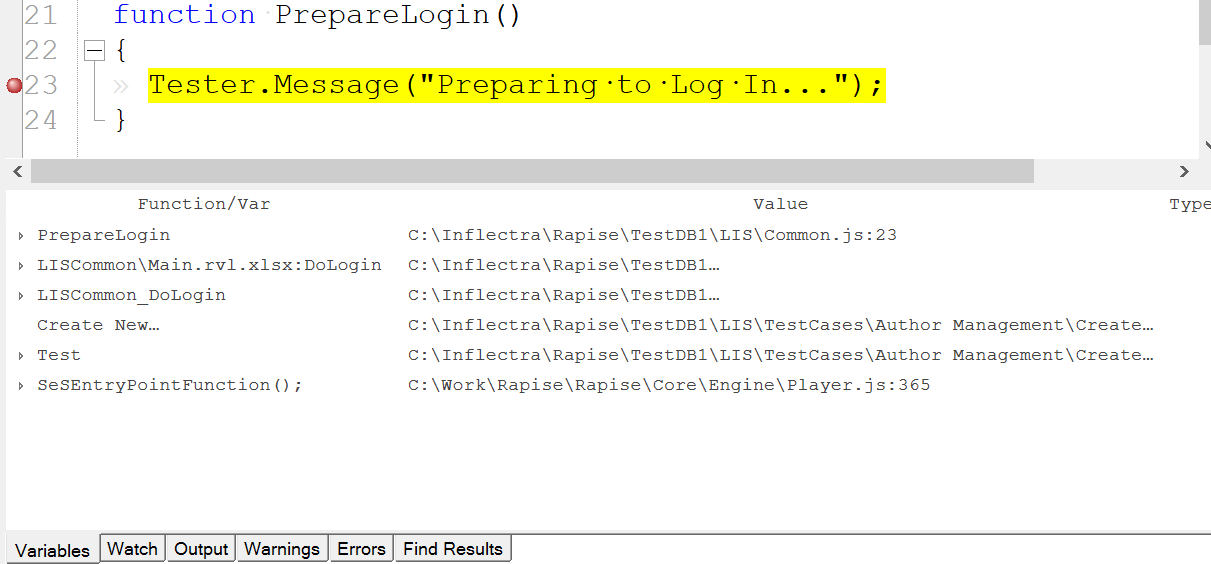 21 function PrepareLogin()
22 {
23 » Tester.Message("Preparing·to·Log·In...");
24 }
Function/Var Value Type
PrepareLogin C:\Inflectra\Rapise\TestDB1\LIS\Common.js:23
LISCommon\Main.rvl.xlsx:DoLogin C:\Inflectra\Rapise\TestDB1…
LISCommon_DoLogin C:\Inflectra\Rapise\TestDB1…
Create New… C:\Inflectra\Rapise\TestDB1\LIS\TestCases\Author Management\Create…
Test C:\Inflectra\Rapise\TestDB1\LIS\TestCases\Author Management\Create…
SeSEntryPointFunction(); C:\Work\Rapise\Rapise\Core\Engine\Player.js:365
Variables Watch Output Warnings Errors Find Results